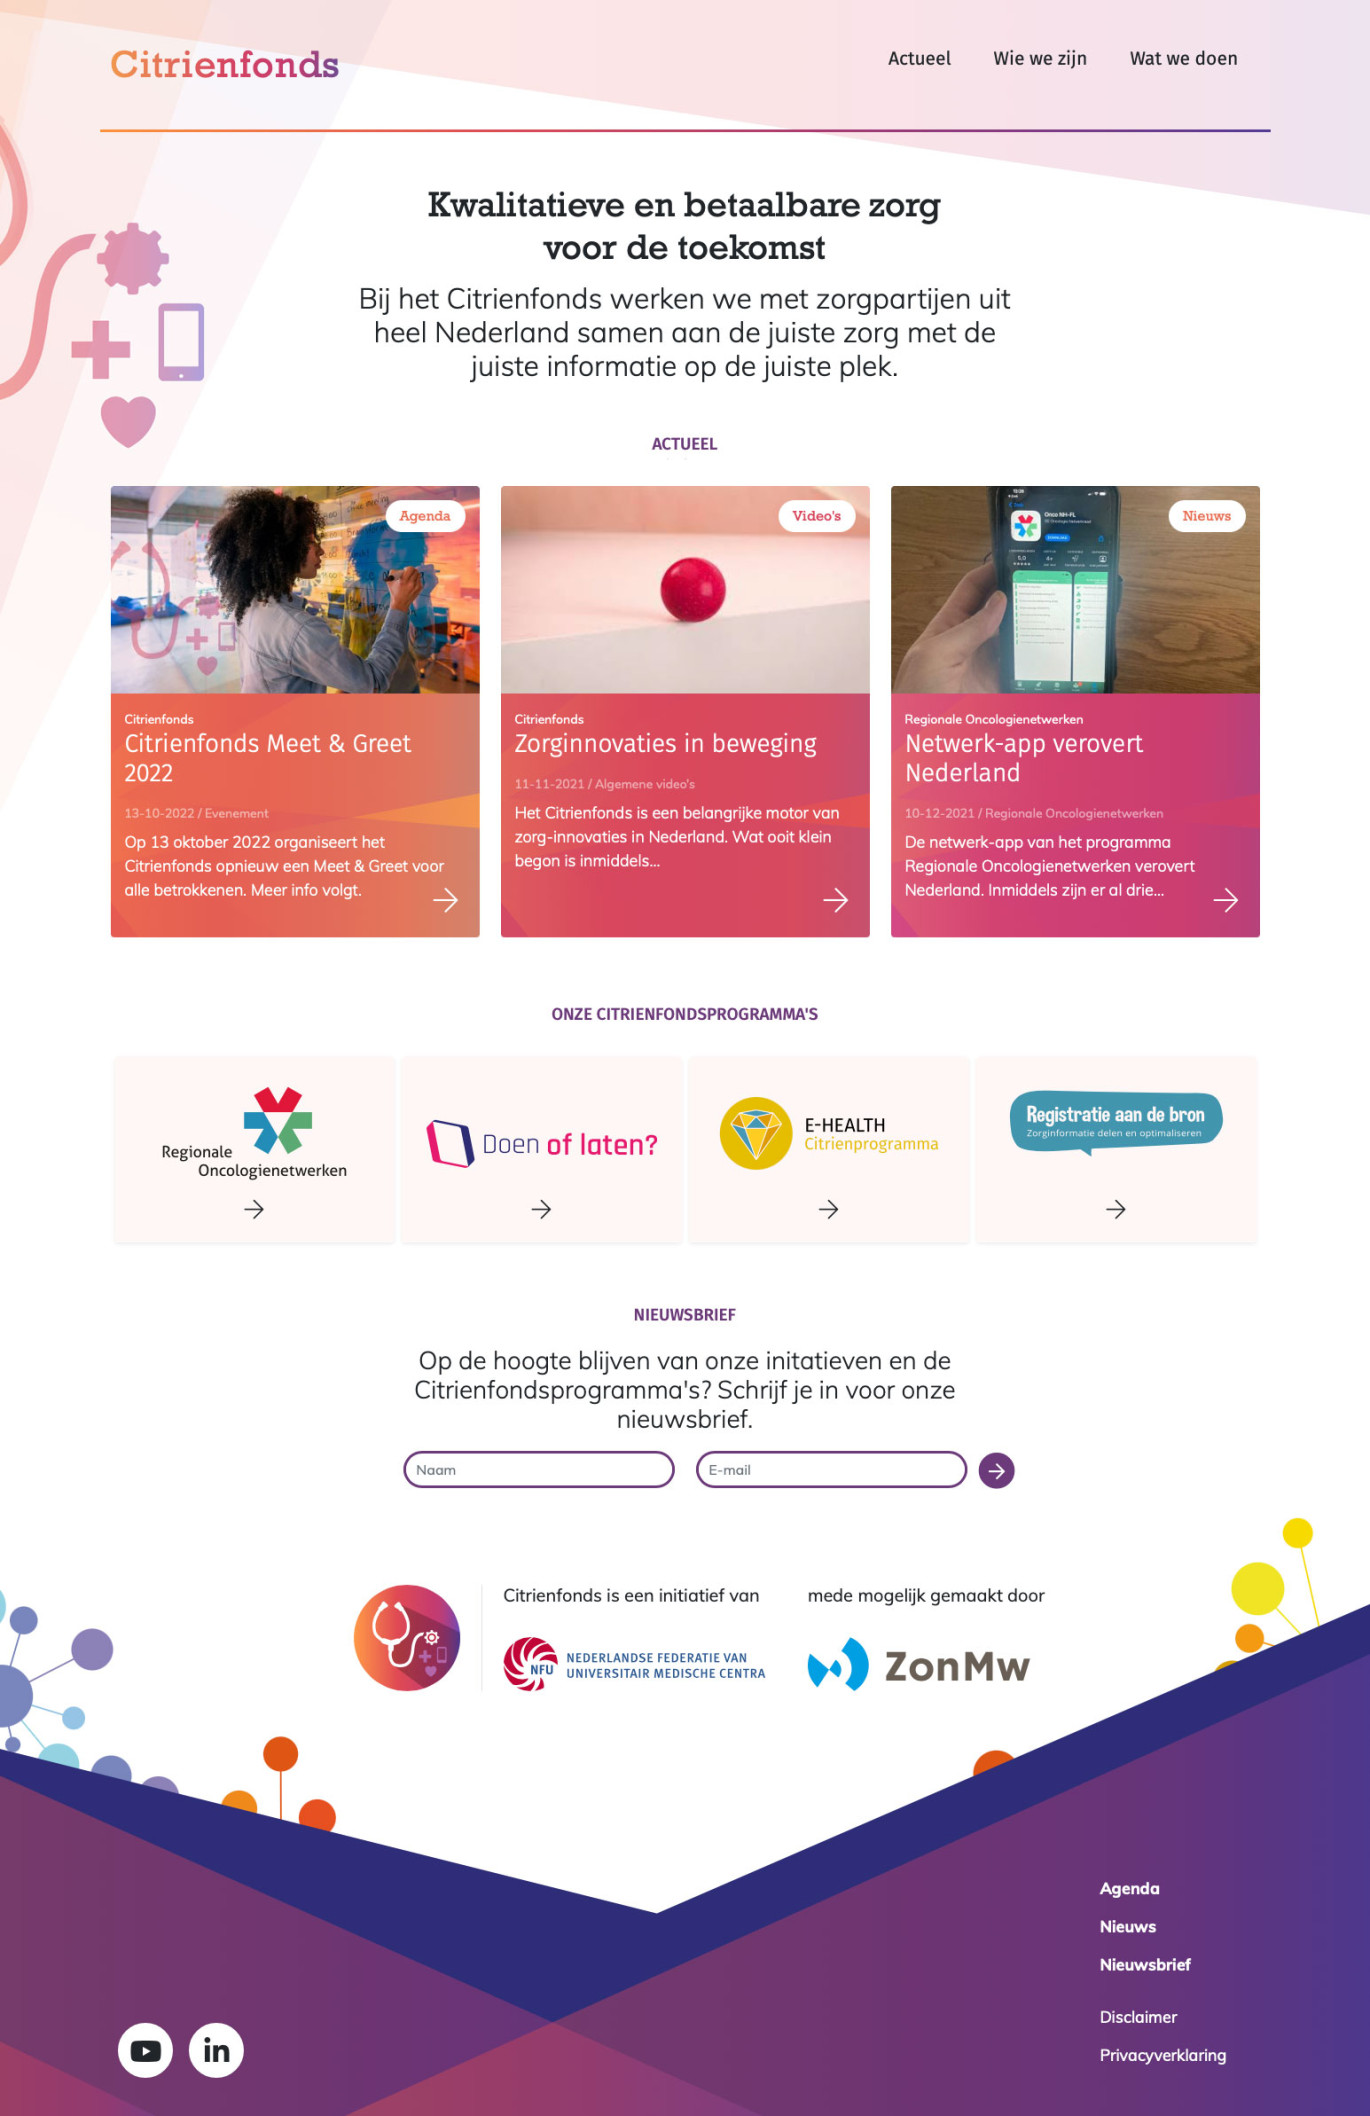 Citrienfonds
Actueel
Wie we zijn
Wat we doen
Kwalitatieve en betaalbare zorg
voor de toekomst
Bij het Citrienfonds werken we met zorgpartijen uit
heel Nederland samen aan de juiste zorg met de
juiste informatie op de juiste plek.
ACTUEEL
Agenda
Citrienfonds
Citrienfonds Meet & Greet
2022
13-10-2022 / Evenement
Op 13 oktober 2022 organiseert het
Citrienfonds opnieuw een Meet & Greet voor
alle betrokkenen. Meer info volgt.
Video's
Citrienfonds
Zorginnovaties in beweging
11-11-2021 / Algemene video's
Het Citrienfonds is een belangrijke motor van
zorg-innovaties in Nederland. Wat ooit klein
begon is inmiddels...
Nieuws
Onco NH-FL
Regionale Oncologienetwerken
Netwerk-app verovert
Nederland
10-12-2021 / Regionale Oncologienetwerken
De netwerk-app van het programma
Regionale Oncologienetwerken verovert
Nederland. Inmiddels zijn er al drie...
ONZE CITRIENFONDSPROGRAMMA'S
Regionale
Oncologienetwerken
Doen of laten?
E-HEALTH
Citrienprogramma
Registratie aan de bron
Zorginformatie delen en optimaliseren
NIEUWSBRIEF
Op de hoogte blijven van onze initatieven en de
Citrienfondsprogramma's? Schrijf je in voor onze
nieuwsbrief.
Naam
E-mail
Citrienfonds is een initiatief van
NFU
NEDERLANDSE FEDERATIE VAN
UNIVERSITAIR MEDISCHE CENTRA
mede mogelijk gemaakt door
ZonMw
Agenda
Nieuws
Nieuwsbrief
Disclaimer
Privacyverklaring
in